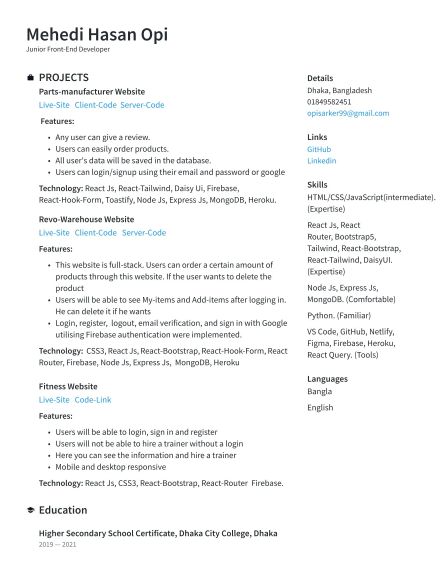 Mehedi Hasan Opi
Junior Front-End Developer
PROJECTS
Parts-manufacturer Website
Live-Site Client-Code Server-Code
Features:
• Any user can give a review.
• Users can easily order products.
• All user's data will be saved in the database.
• Users can login/signup using their email and password or google
Technology: React Js, React-Tailwind, Daisy Ui, Firebase,
React-Hook-Form, Toastify, Node Js, Express Js, MongoDB, Heroku.
Revo-Warehouse Website
Live-Site Client-Code Server-Code
Features:
• This website is full-stack. Users can order a certain amount of
products through this website. If the user wants to delete the
product
• Users will be able to see My-items and Add-items after logging in.
He can delete it if he wants
• Login, register, logout, email verification, and sign in with Google
utilising Firebase authentication were implemented.
Technology: CSS3, React Js, React-Bootstrap, React-Hook-Form, React
Router, Firebase, Node Js, Express Js, MongoDB, Heroku
Fitness Website
Live-Site Code-Link
Features:
• Users will be able to login, sign in and register
• Users will not be able to hire a trainer without a login
• Here you can see the information and hire a trainer
• Mobile and desktop responsive
Technology: React Js, CSS3, React-Bootstrap, React-Router Firebase.
Education
Higher Secondary School Certificate, Dhaka City College, Dhaka
2019 — 2021
Details
Dhaka, Bangladesh
01849582451
opisarker99@gmail.com
Links
GitHub
Linkedin
Skills
HTML/CSS/JavaScript(intermediate).
(Expertise)
React Js, React
Router, Bootstrap5,
Tailwind, React-Bootstrap,
React-Tailwind, DaisyUI.
(Expertise)
Node Js, Express Js,
MongoDB. (Comfortable)
Python. (Familiar)
VS Code, GitHub, Netlify,
Figma, Firebase, Heroku,
React Query. (Tools)
Languages
Bangla
English